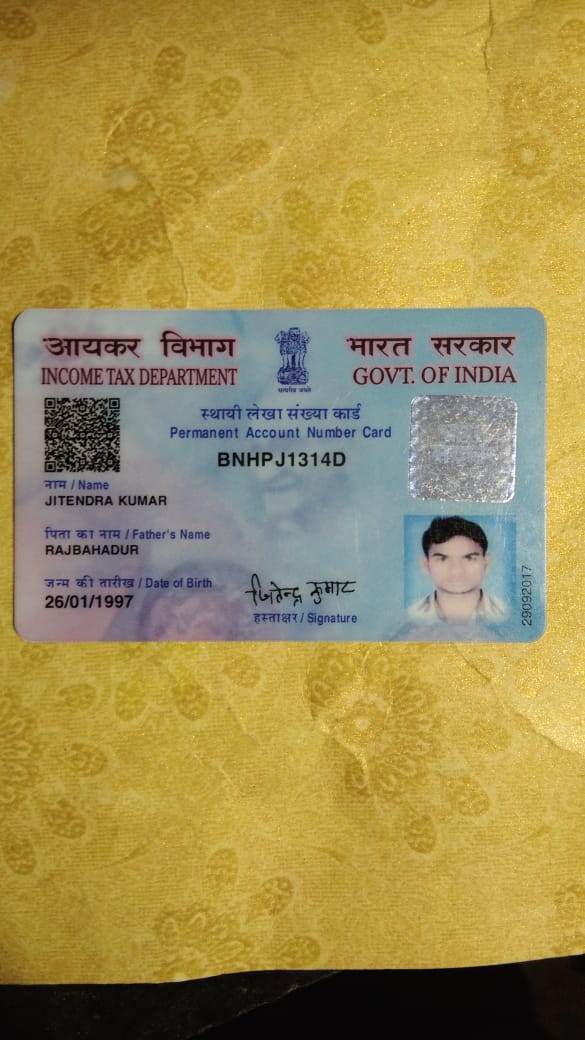 आयकर विभाग
INCOME TAX DEPARTMENT
सत्यमेव जयते
भारत सरकार
GOVT. OF INDIA
स्थायी लेखा संख्या कार्ड
Permanent Account Number Card
BNHPJ1314D
नाम / Name
JITENDRA KUMAR
पिता का नाम / Father's Name
RAJBAHADUR
जन्म की तारीख / Date of Birth
26/01/1997
जितेन्द्र कुमार
हस्ताक्षर / Signature
29092017